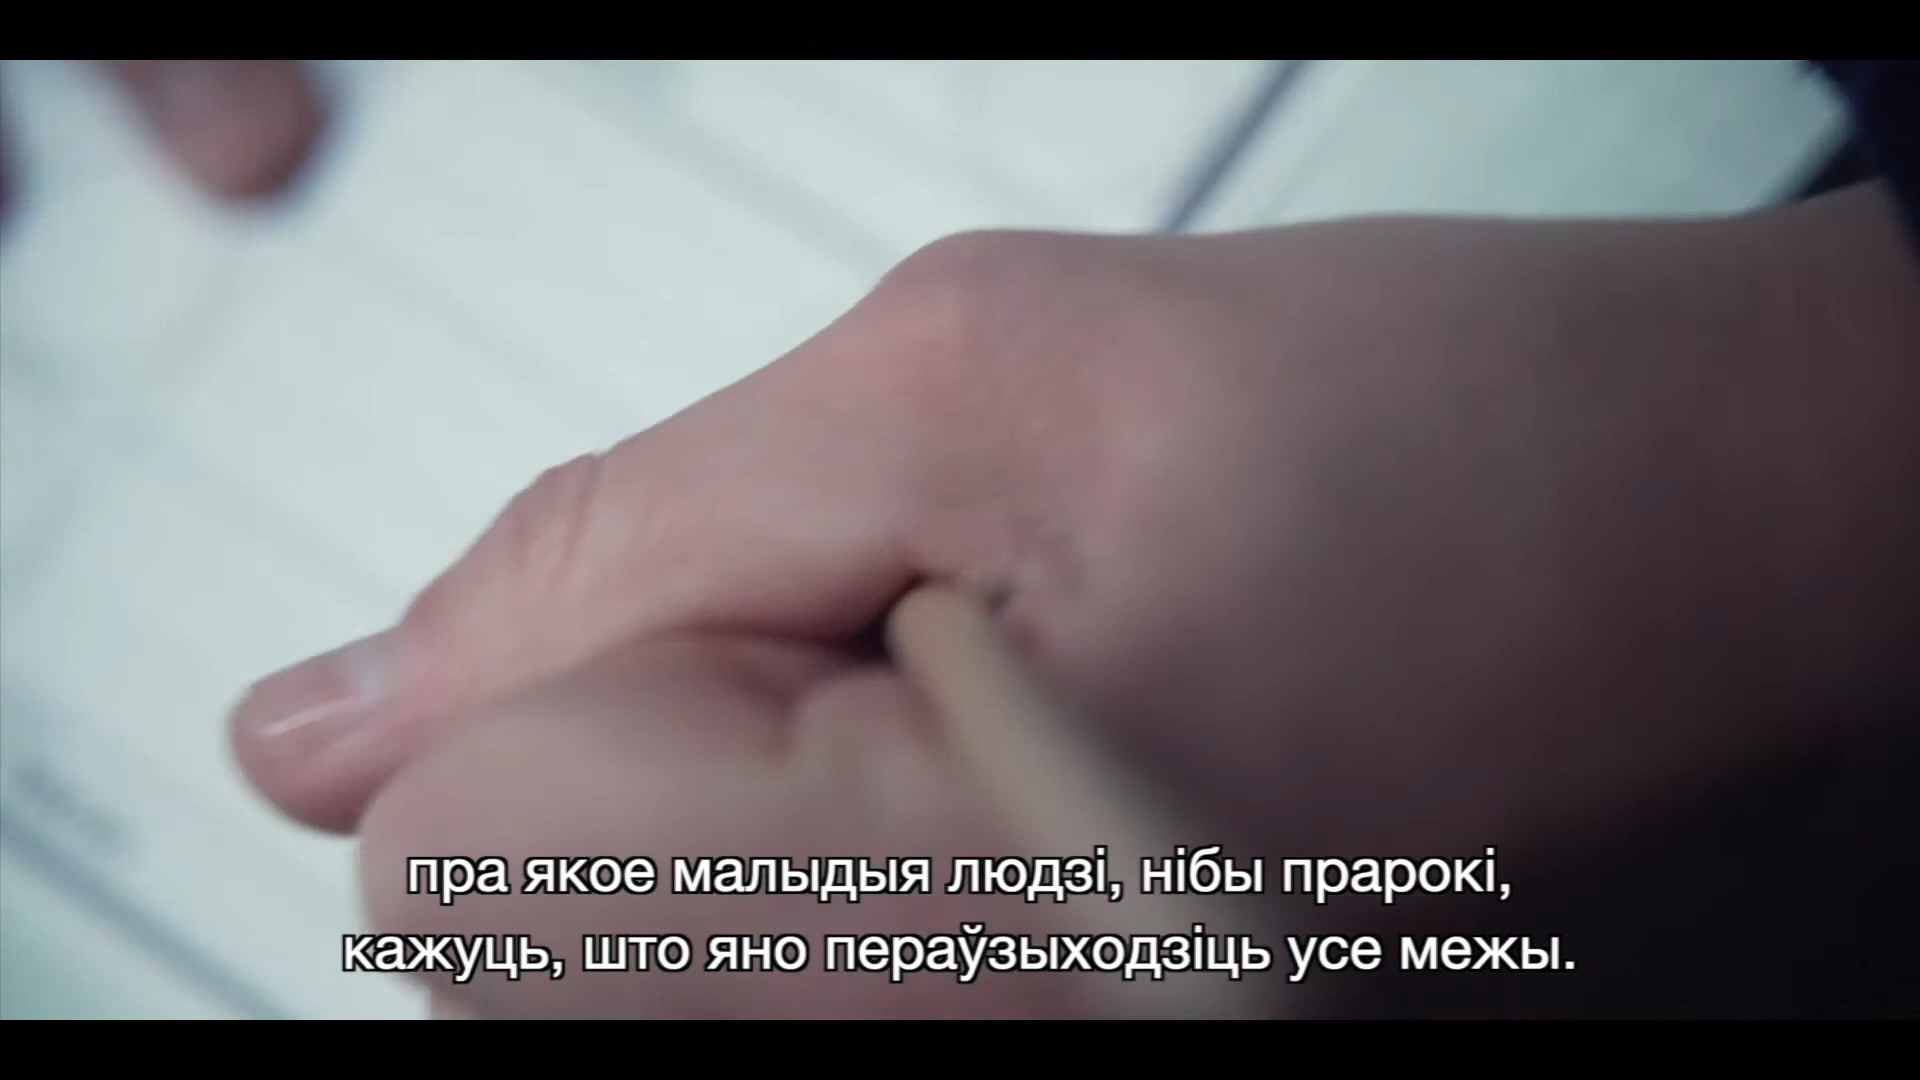 пра якое малыдыя людзі, нібы прарокі,
кажуць, што яно пераўзыходзіць усе межы.